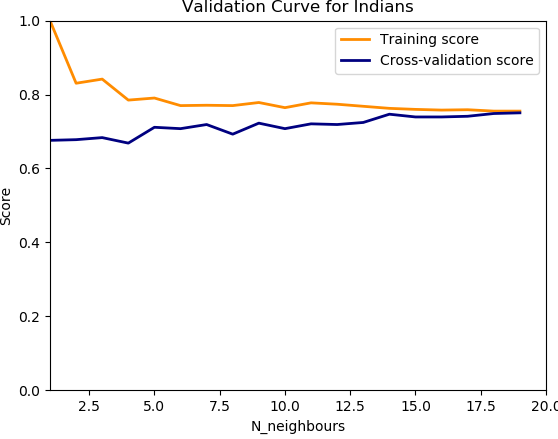 Validation Curve for Indians
Training score
Cross-validation score
1.0
0.8
0.6
0.4
0.2
0.0
Score
2.5 5.0 7.5 10.0 12.5 15.0 17.5 20.0
N_neighbours